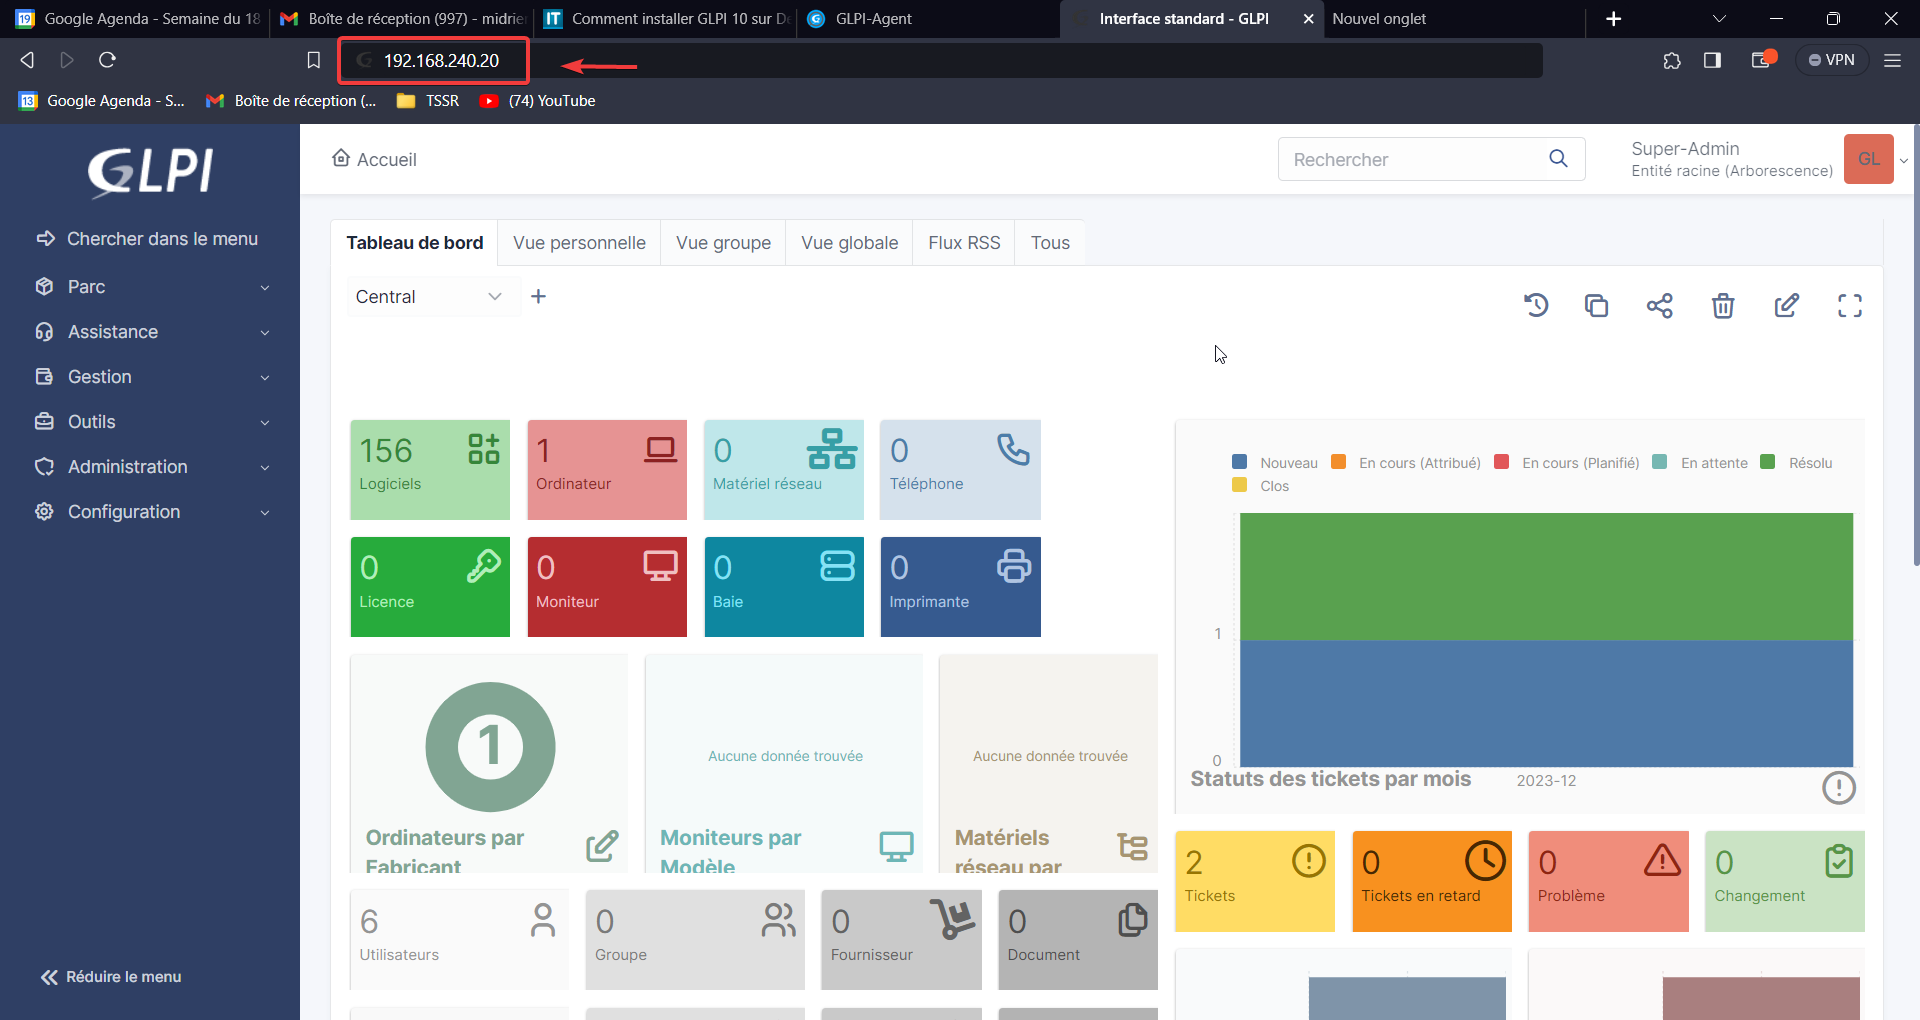 19 Google Agenda - Semaine du 18
Boîte de réception (997) - midrie
IT Comment installer GLPI 10 sur De
GLPI-Agent
Interface standard - GLPI
Nouvel onglet
192.168.240.20
VPN
13 Google Agenda - S...
Boîte de réception (...
TSSR
(74) YouTube
GLPI
Accueil
Rechercher
Super-Admin
Entité racine (Arborescence)
GL
Chercher dans le menu
Parc
Assistance
Gestion
Outils
Administration
Configuration
Réduire le menu
Tableau de bord
Vue personnelle
Vue groupe
Vue globale
Flux RSS
Tous
Central
156
Logiciels
1
Ordinateur
0
Matériel réseau
0
Téléphone
0
Licence
0
Moniteur
0
Baie
0
Imprimante
Nouveau
En cours (Attribué)
En cours (Planifié)
En attente
Résolu
Clos
1
0
Statuts des tickets par mois
2023-12
1
Ordinateurs par
Fabricant
Aucune donnée trouvée
Moniteurs par
Modèle
Aucune donnée trouvée
Matériels
réseau par
2
Tickets
0
Tickets en retard
0
Problème
0
Changement
6
Utilisateurs
0
Groupe
0
Fournisseur
0
Document